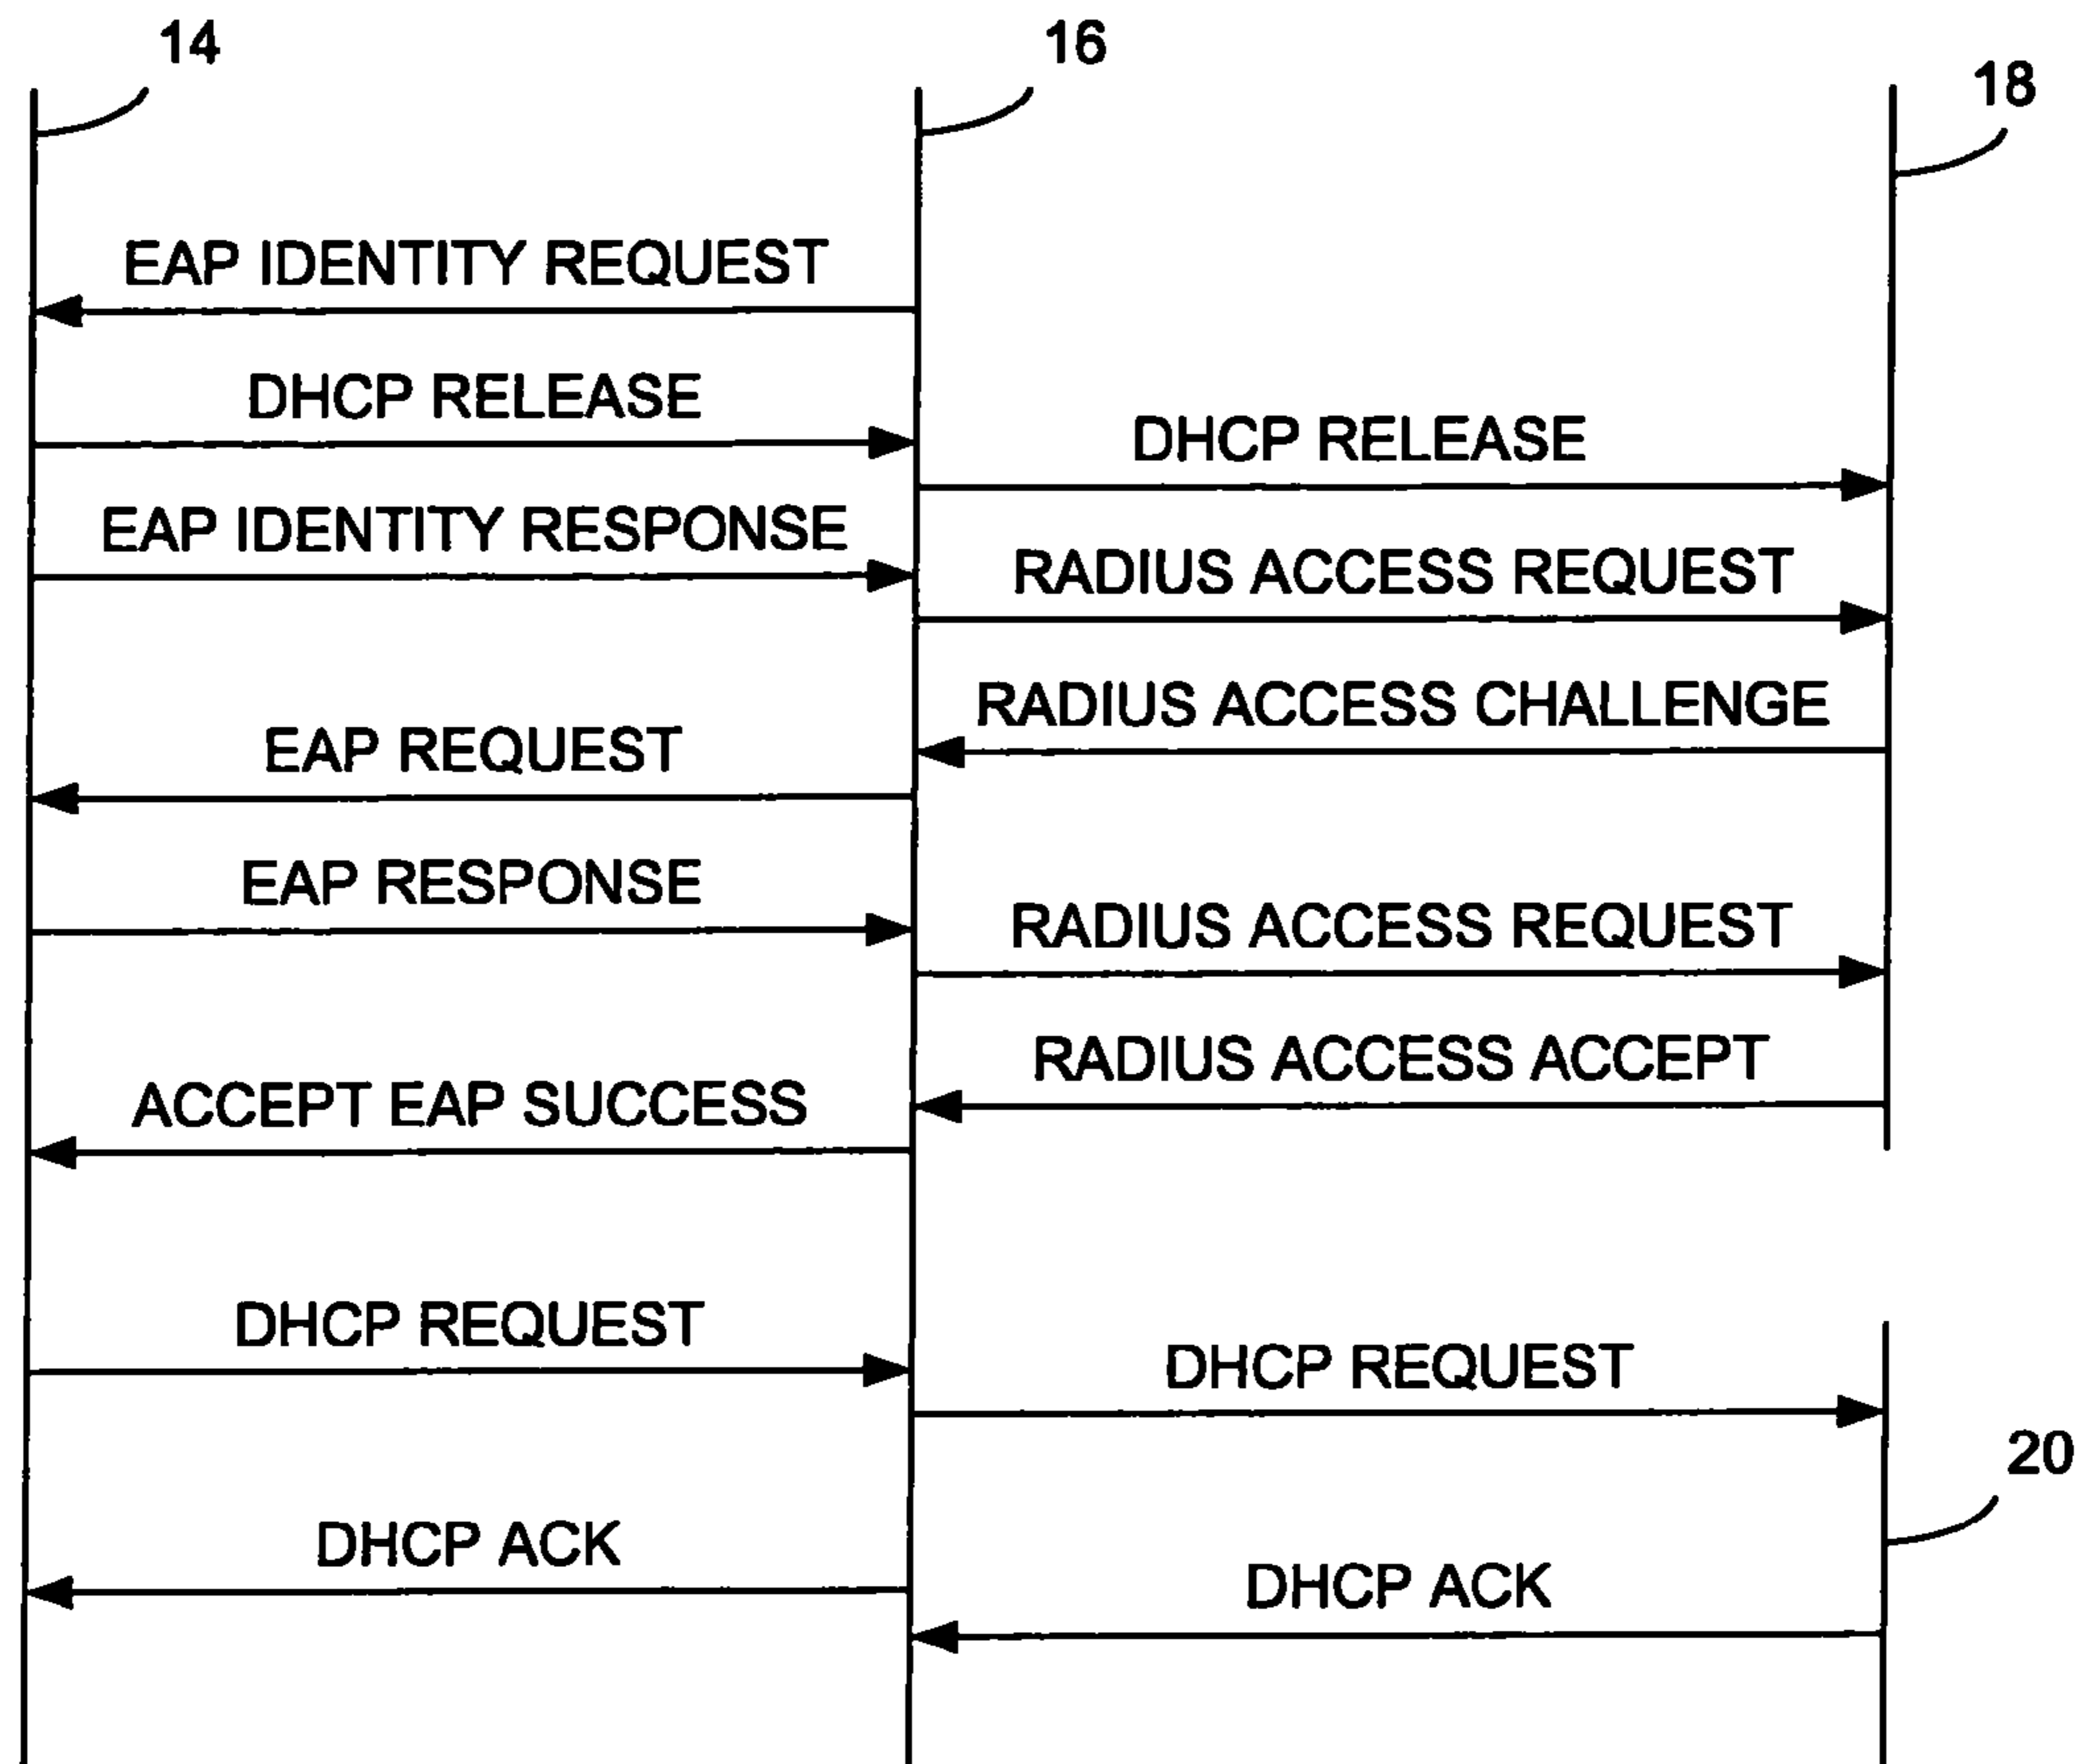 14
16
18
EAP IDENTITY REQUEST
DHCP RELEASE
DHCP RELEASE
EAP IDENTITY RESPONSE
RADIUS ACCESS REQUEST
RADIUS ACCESS CHALLENGE
EAP REQUEST
EAP RESPONSE
RADIUS ACCESS REQUEST
RADIUS ACCESS ACCEPT
ACCEPT EAP SUCCESS
DHCP REQUEST
DHCP REQUEST
20
DHCP ACK
DHCP ACK